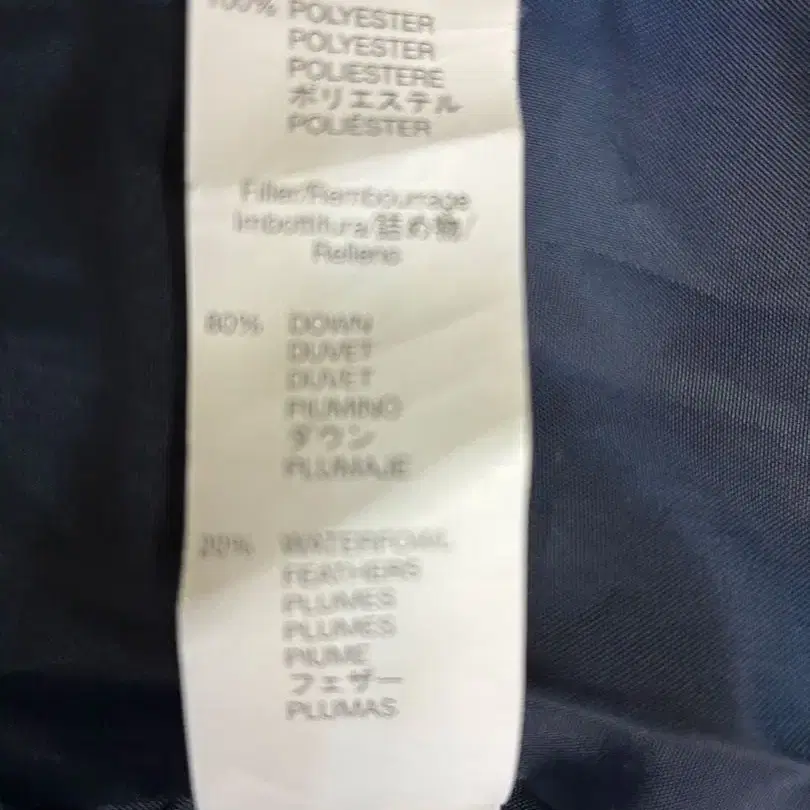 100% POLYESTER
POLYESTER
POLIESTERE
ポリエステル
POLIÉSTER
Filler/Rembourrage
Imbottitura/詰め物/
Relleno
80% DOWN
DUVET
DUVET
PIUMINO
ダウン
PLUMAJE
20% WATERFOWL
FEATHERS
PLUMES
PLUMES
PIUME
フェザー
PLUMAS